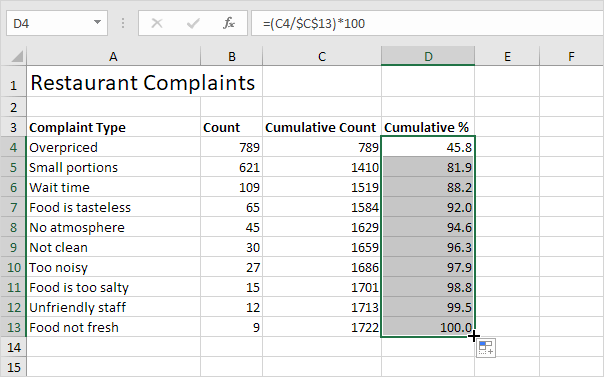 D4 fx =(C4/$C$13)*100
A B C D E F
1 Restaurant Complaints
2
3 Complaint Type Count Cumulative Count Cumulative %
4 Overpriced 789 789 45.8
5 Small portions 621 1410 81.9
6 Wait time 109 1519 88.2
7 Food is tasteless 65 1584 92.0
8 No atmosphere 45 1629 94.6
9 Not clean 30 1659 96.3
10 Too noisy 27 1686 97.9
11 Food is too salty 15 1701 98.8
12 Unfriendly staff 12 1713 99.5
13 Food not fresh 9 1722 100.0
14
15